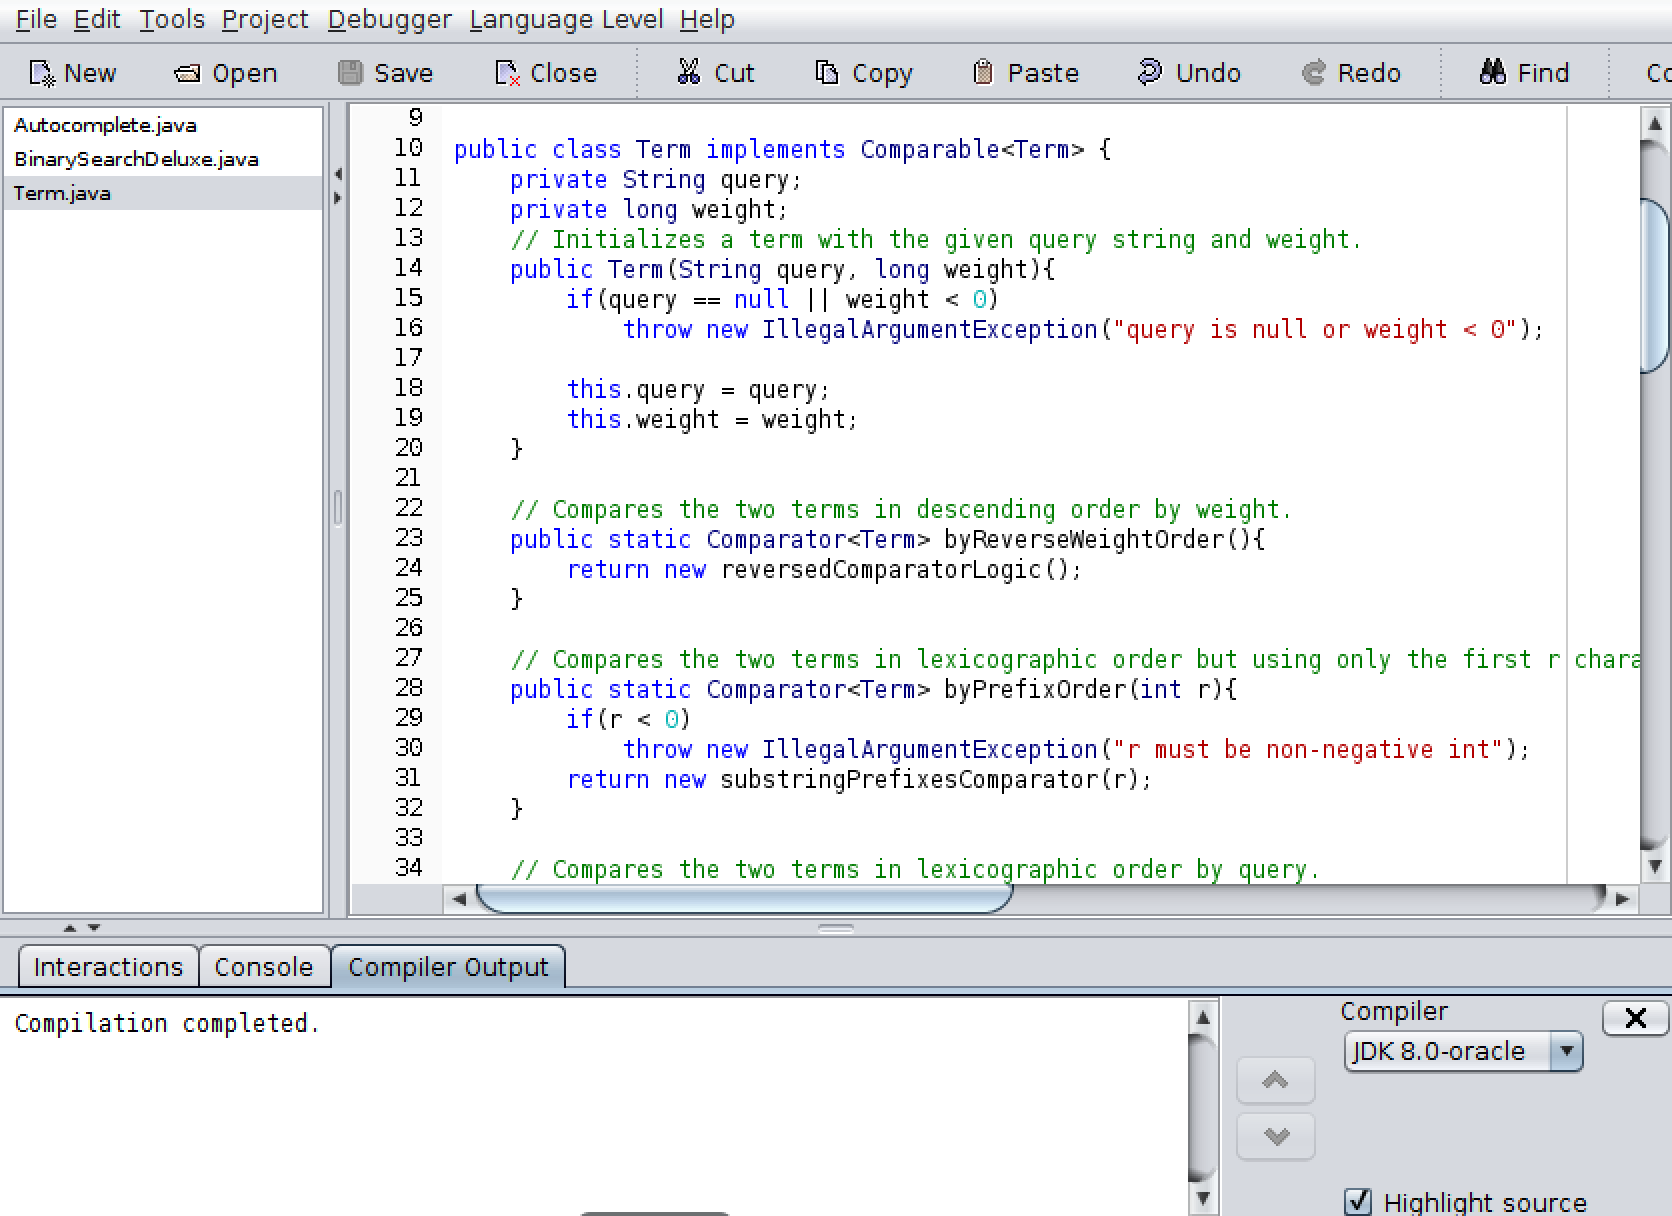 File Edit Tools Project Debugger Language Level Help
New Open Save Close Cut Copy Paste Undo Redo Find Co
Autocomplete.java
BinarySearchDeluxe.java
Term.java
9
10 public class Term implements Comparable<Term> {
11 private String query;
12 private long weight;
13 // Initializes a term with the given query string and weight.
14 public Term(String query, long weight){
15 if(query == null || weight < 0)
16 throw new IllegalArgumentException("query is null or weight < 0");
17
18 this.query = query;
19 this.weight = weight;
20 }
21
22 // Compares the two terms in descending order by weight.
23 public static Comparator<Term> byReverseWeightOrder(){
24 return new reversedComparatorLogic();
25 }
26
27 // Compares the two terms in lexicographic order but using only the first r chara
28 public static Comparator<Term> byPrefixOrder(int r){
29 if(r < 0)
30 throw new IllegalArgumentException("r must be non-negative int");
31 return new substringPrefixesComparator(r);
32 }
33
34 // Compares the two terms in lexicographic order by query.
Interactions Console Compiler Output
Compilation completed.
Compiler
JDK 8.0-oracle
Highlight source